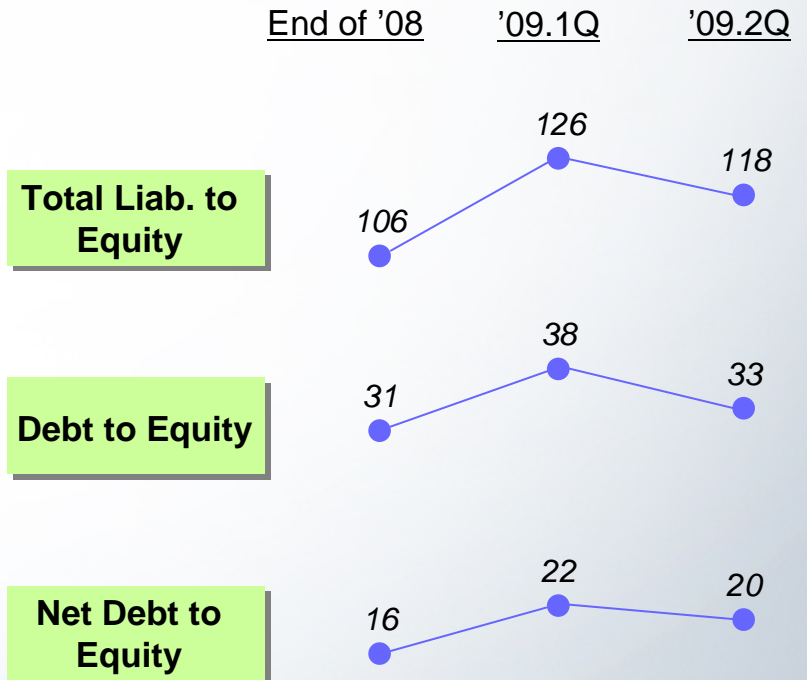 End of ’08 ’09.1Q ’09.2Q
126
118
Total Liab. to
Equity
106
38
33
31
Debt to Equity
22
20
16
Net Debt to
Equity